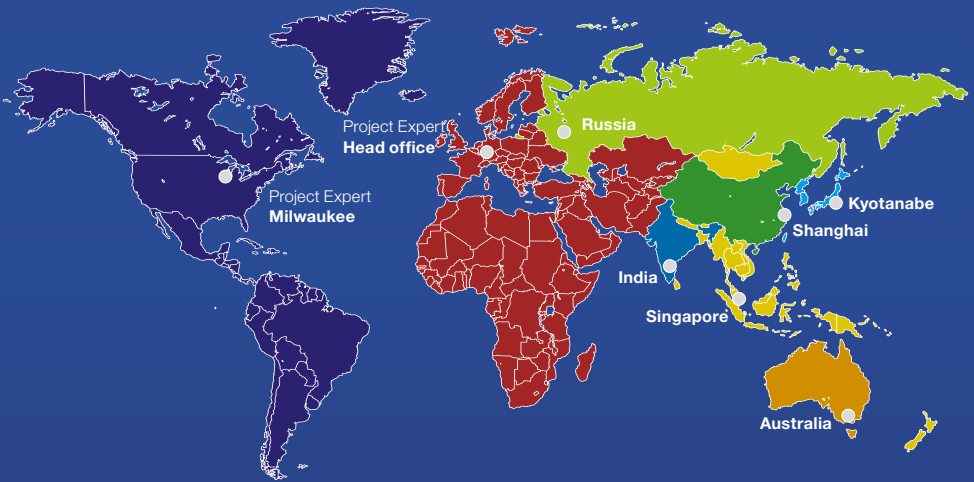 Project Expert
Head office
Project Expert
Milwaukee
Russia
Kyotanabe
Shanghai
India
Singapore
Australia